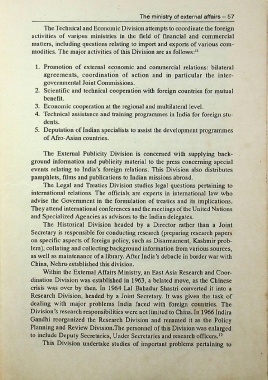 The ministry of external affairs – 57
The Technical and Economic Division attempts to coordinate the foreign
activities of various ministries in the field of financial and commercial
matters, including questions relating to import and exports of various com-
modities. The major activities of this Division are as follows:
1. Promotion of external economic and commercial relations: bilateral
agreements, coordination of action and in particular the inter-
governmental Joint Commissions.
2. Scientific and technical cooperation with foreign countries for mutual
benefit.
3. Economic cooperation at the regional and multilateral level.
4. Technical assistance and training programmes in India for foreign stu-
dents.
5. Deputation of Indian specialists to assist the development programmes
of Afro-Asian countries.
The External Publicity Division is concerned with supplying back-
ground information and publicity material to the press concerning special
events relating to India's foreign relations. This Division also distributes
pamphlets, films and publications to Indian missions abroad.
The Legal and Treaties Division studies legal questions pertaining to
international relations. The officials are experts in international law who
advise the Government in the formulation of treaties and its implications.
They attend international conferences and the meetings of the United Nations
and Specialized Agencies as advisors to the Indian delegates.
The Historical Division headed by a Director rather than a Joint
Secretary is responsible for conducting research (preparing research papers
on specific aspects of foreign policy, such as Disarmament, Kashmir prob-
lem), collating and collecting background information from various sources,
as well as maintenance of a library. After India's debacle in border war with
China, Nehru established this division.
Within the External Affairs Ministry, an East Asia Research and Coor-
dination Division was established in 1963, a belated move, as the Chinese
crisis was over by then. In 1964 Lal Bahadur Shastri converted it into a
Research Division, headed by a Joint Secretary. It was given the task of
dealing with major problems India faced with foreign countries. The
Division's research responsibilities were not limited to China. In 1966 Indira
Gandhi reorganized the Research Division and renamed it as the Policy
Planning and Review Division.The personnel of this Division was enlarged
to include Deputy Secretaries, Under Secretaries and research officers.
This Division undertake studies of important problems pertaining to